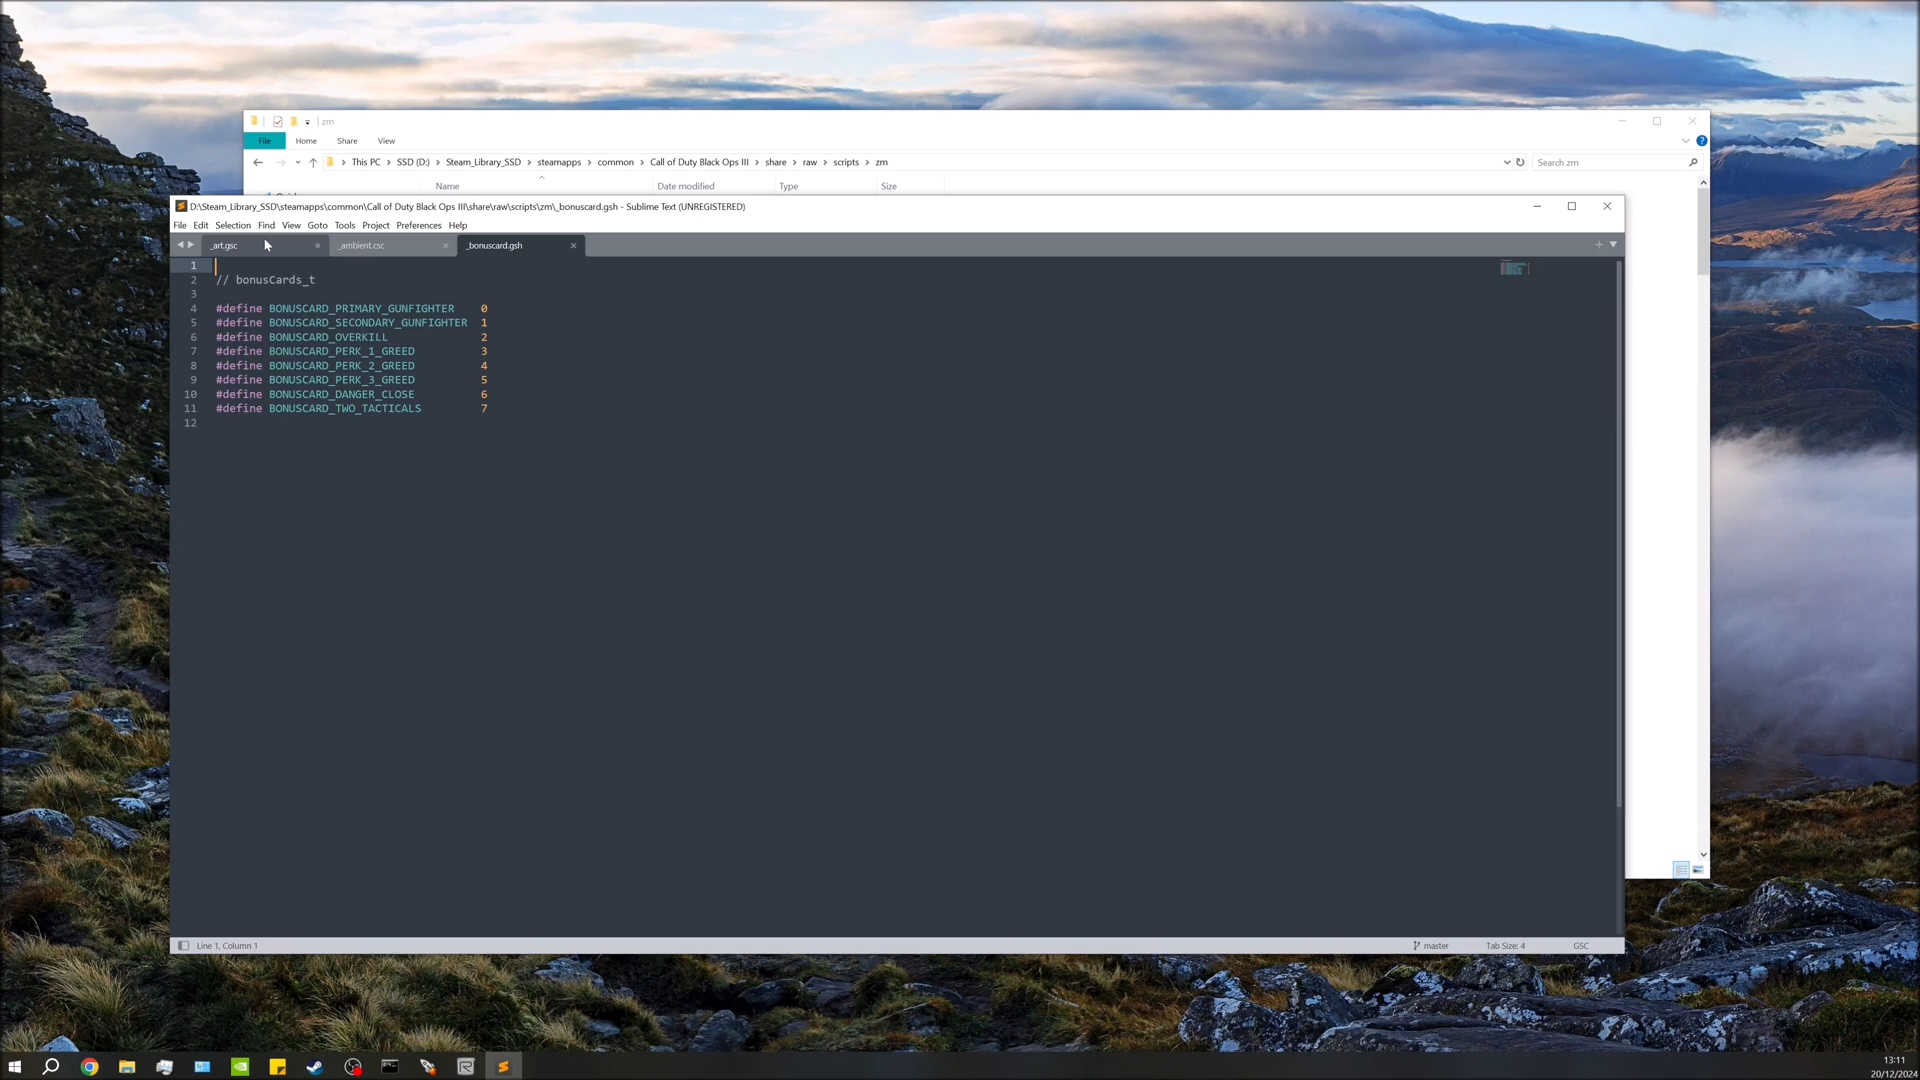 zm
File Home Share View
This PC > SSD (D:) > Steam_Library_SSD > steamapps > common > Call of Duty Black Ops III > share > raw > scripts > zm
Search zm
Name Date modified Type Size
D:\Steam_Library_SSD\steamapps\common\Call of Duty Black Ops III\share\raw\scripts\zm\_bonuscard.gsh - Sublime Text (UNREGISTERED)
File Edit Selection Find View Goto Tools Project Preferences Help
_art.gsc _ambient.csc _bonuscard.gsh
1
2 // bonusCards_t
3
4 #define BONUSCARD_PRIMARY_GUNFIGHTER 0
5 #define BONUSCARD_SECONDARY_GUNFIGHTER 1
6 #define BONUSCARD_OVERKILL 2
7 #define BONUSCARD_PERK_1_GREED 3
8 #define BONUSCARD_PERK_2_GREED 4
9 #define BONUSCARD_PERK_3_GREED 5
10 #define BONUSCARD_DANGER_CLOSE 6
11 #define BONUSCARD_TWO_TACTICALS 7
12
Line 1, Column 1 master Tab Size: 4 GSC
13:11
20/12/2024